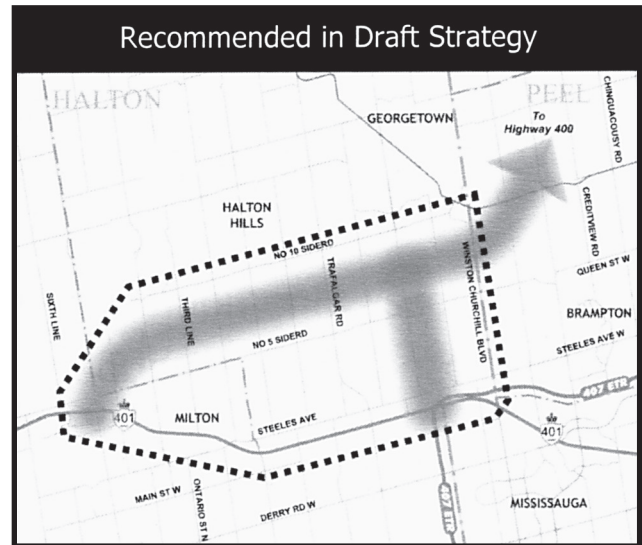 Recommended in Draft Strategy
HALTON
PEEL
GEORGETOWN
To
Highway 400
CHINGUACOUSY RD
HALTON
HILLS
CREDITVIEW RD
NO 10 SIDERD
WINSTON CHURCHILL BLVD
QUEEN ST W
SIXTH LINE
THIRD LINE
TRAFALGAR RD
BRAMPTON
NO 5 SIDERD
STEELES AVE W
407 ETR
401
MILTON
STEELES AVE
401
MAIN ST W
ONTARIO ST N
DERRY RD W
407 ETR
MISSISSAUGA